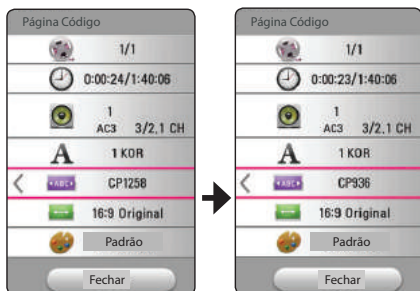 Página Código
1/1
0:00:24/1:40:06
1
AC3 3/2.1 CH
A 1 KOR
ABC CP1258
16:9 Original
Padrão
Fechar
Página Código
1/1
0:00:23/1:40:06
1
AC3 3/2.1 CH
A 1 KOR
ABC CP936
16:9 Original
Padrão
Fechar